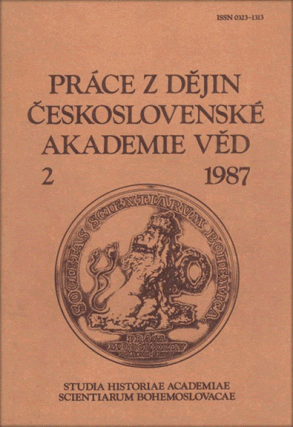 ISSN 0323–1313
PRÁCE Z DĚJIN
ČESKOSLOVENSKÉ
AKADEMIE VĚD
2 1987
SOCIETAS SCIENTIARUM BOHEMICA
STUDIA HISTORIAE ACADEMIAE
SCIENTIARUM BOHEMOSLOVACAE